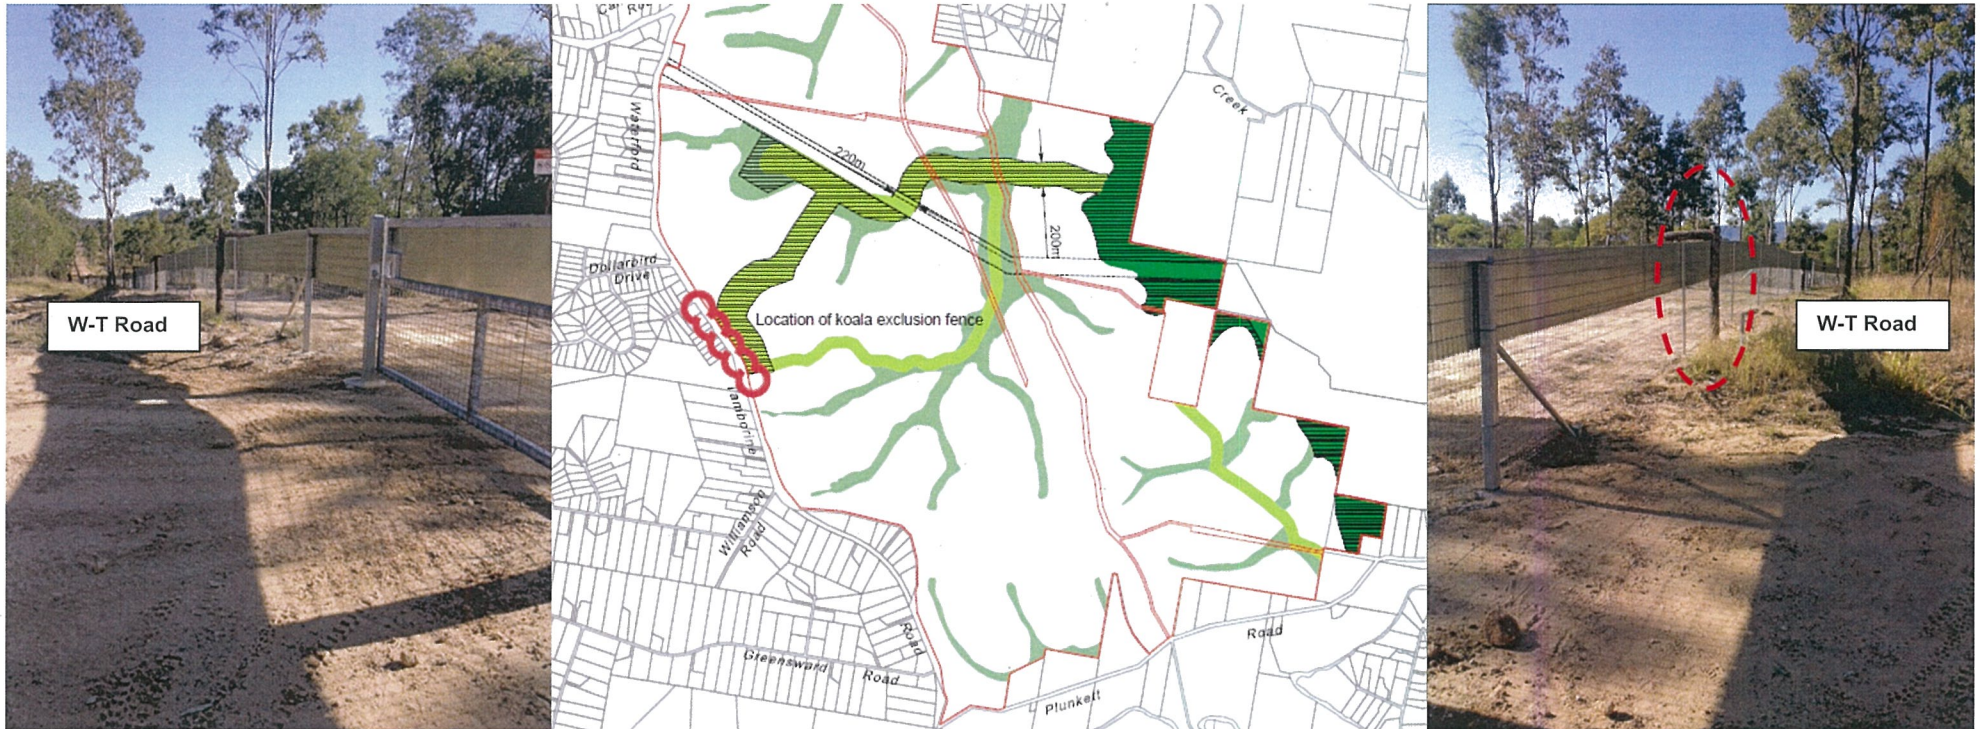 W-T Road
Waterford
Creek
220m
200m
Dollarbird
Drive
Location of koala exclusion fence
Tamborine
Williamson
Road
Road
Greensward
Road
Road
Plunkett
W-T Road